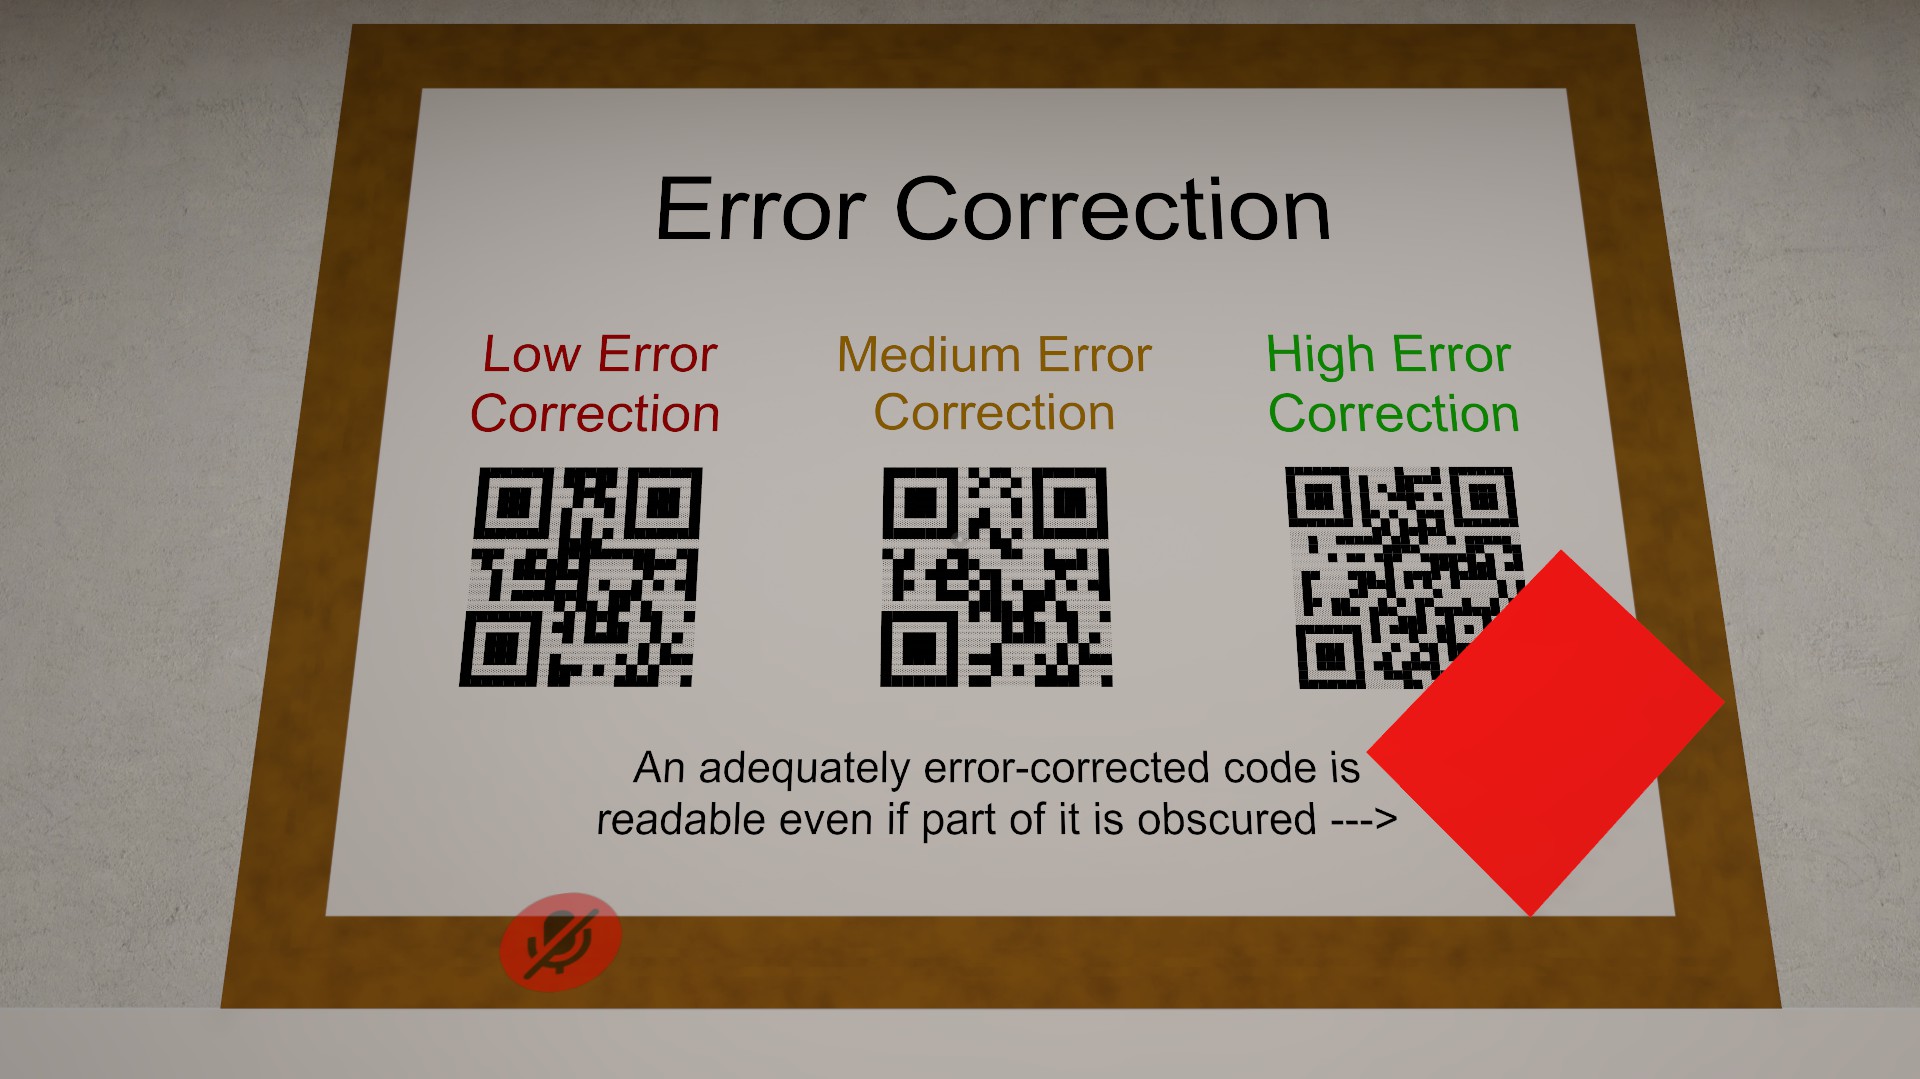 Error Correction
Low Error
Correction
Medium Error
Correction
High Error
Correction
An adequately error-corrected code is
readable even if part of it is obscured --->